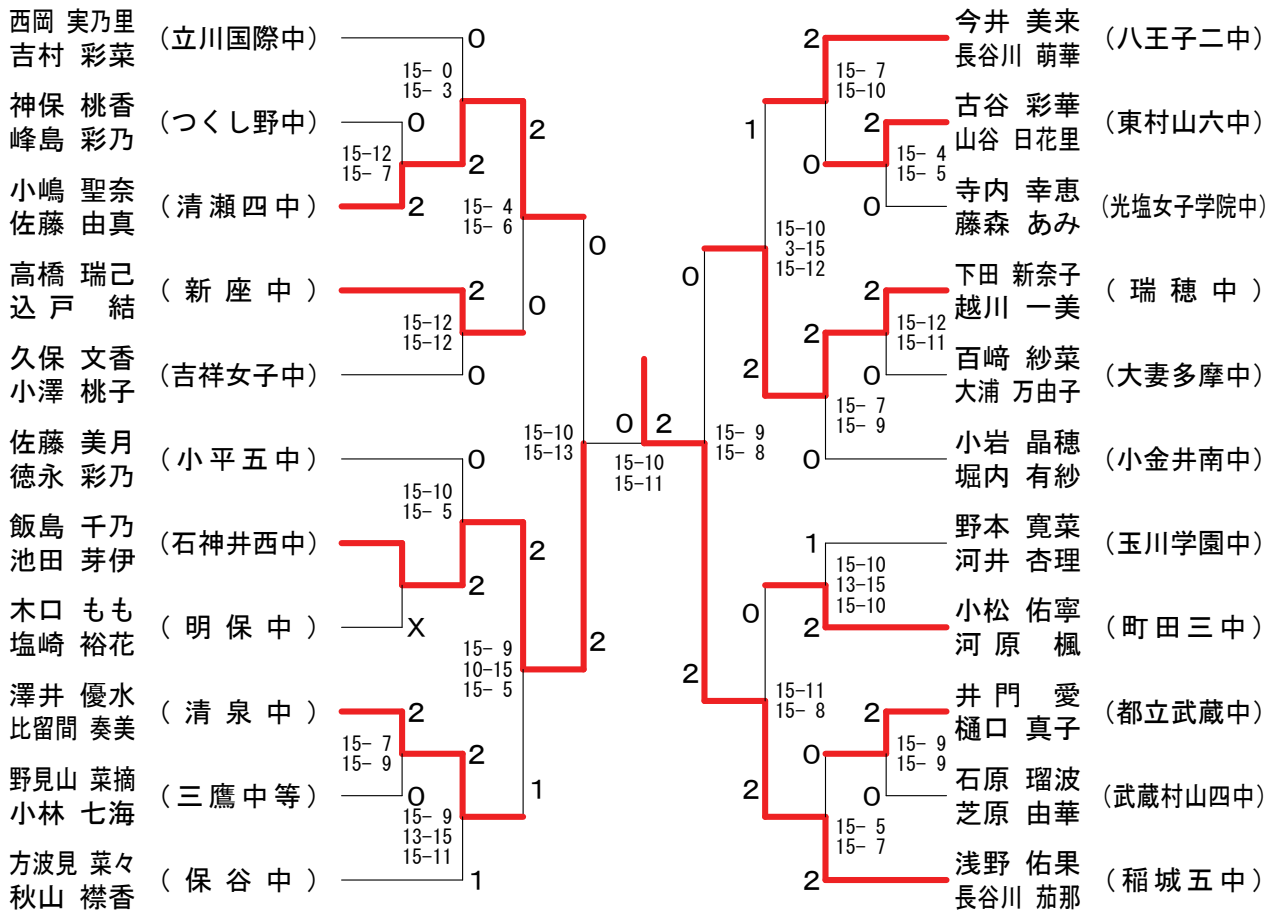 西岡 実乃里
吉村 彩菜
(立川国際中)
0
15- 0
15- 3
神保 桃香
峰島 彩乃
(つくし野中)
0
2
15-12
15- 7
2
小嶋 聖奈
佐藤 由真
(清瀬四中)
2
15- 4
15- 6
0
高橋 瑞己
込戸 結
(新座中)
2
0
15-12
15-12
久保 文香
小澤 桃子
(吉祥女子中)
0
佐藤 美月
徳永 彩乃
(小平五中)
0
15-10
15-13
15-10
15- 5
飯島 千乃
池田 芽伊
(石神井西中)
2
2
木口 もも
塩崎 裕花
(明保中)
X
2
15- 9
10-15
15- 5
澤井 優水
比留間 奏美
(清泉中)
2
15- 7
15- 9
2
野見山 菜摘
小林 七海
(三鷹中等)
0
1
15- 9
13-15
15-11
方波見 菜々
秋山 襟香
(保谷中)
1
0
2
15-10
15-11
今井 美来
長谷川 萌華
(八王子二中)
2
15- 7
15-10
古谷 彩華
山谷 日花里
(東村山六中)
2
1
0
15- 4
15- 5
寺内 幸恵
藤森 あみ
(光塩女子学院中)
0
15-10
3-15
15-12
0
下田 新奈子
越川 一美
(瑞穂中)
2
2
15-12
15-11
百﨑 紗菜
大浦 万由子
(大妻多摩中)
0
2
15- 7
15- 9
15- 9
15- 8
小岩 晶穂
堀内 有紗
(小金井南中)
0
野本 寛菜
河井 杏理
(玉川学園中)
1
15-10
13-15
15-10
0
小松 佑寧
河原 楓
(町田三中)
2
2
15-11
15- 8
井門 愛
樋口 真子
(都立武蔵中)
2
0
15- 9
15- 9
石原 瑠波
芝原 由華
(武蔵村山四中)
0
2
15- 5
15- 7
浅野 佑果
長谷川 茄那
(稲城五中)
2